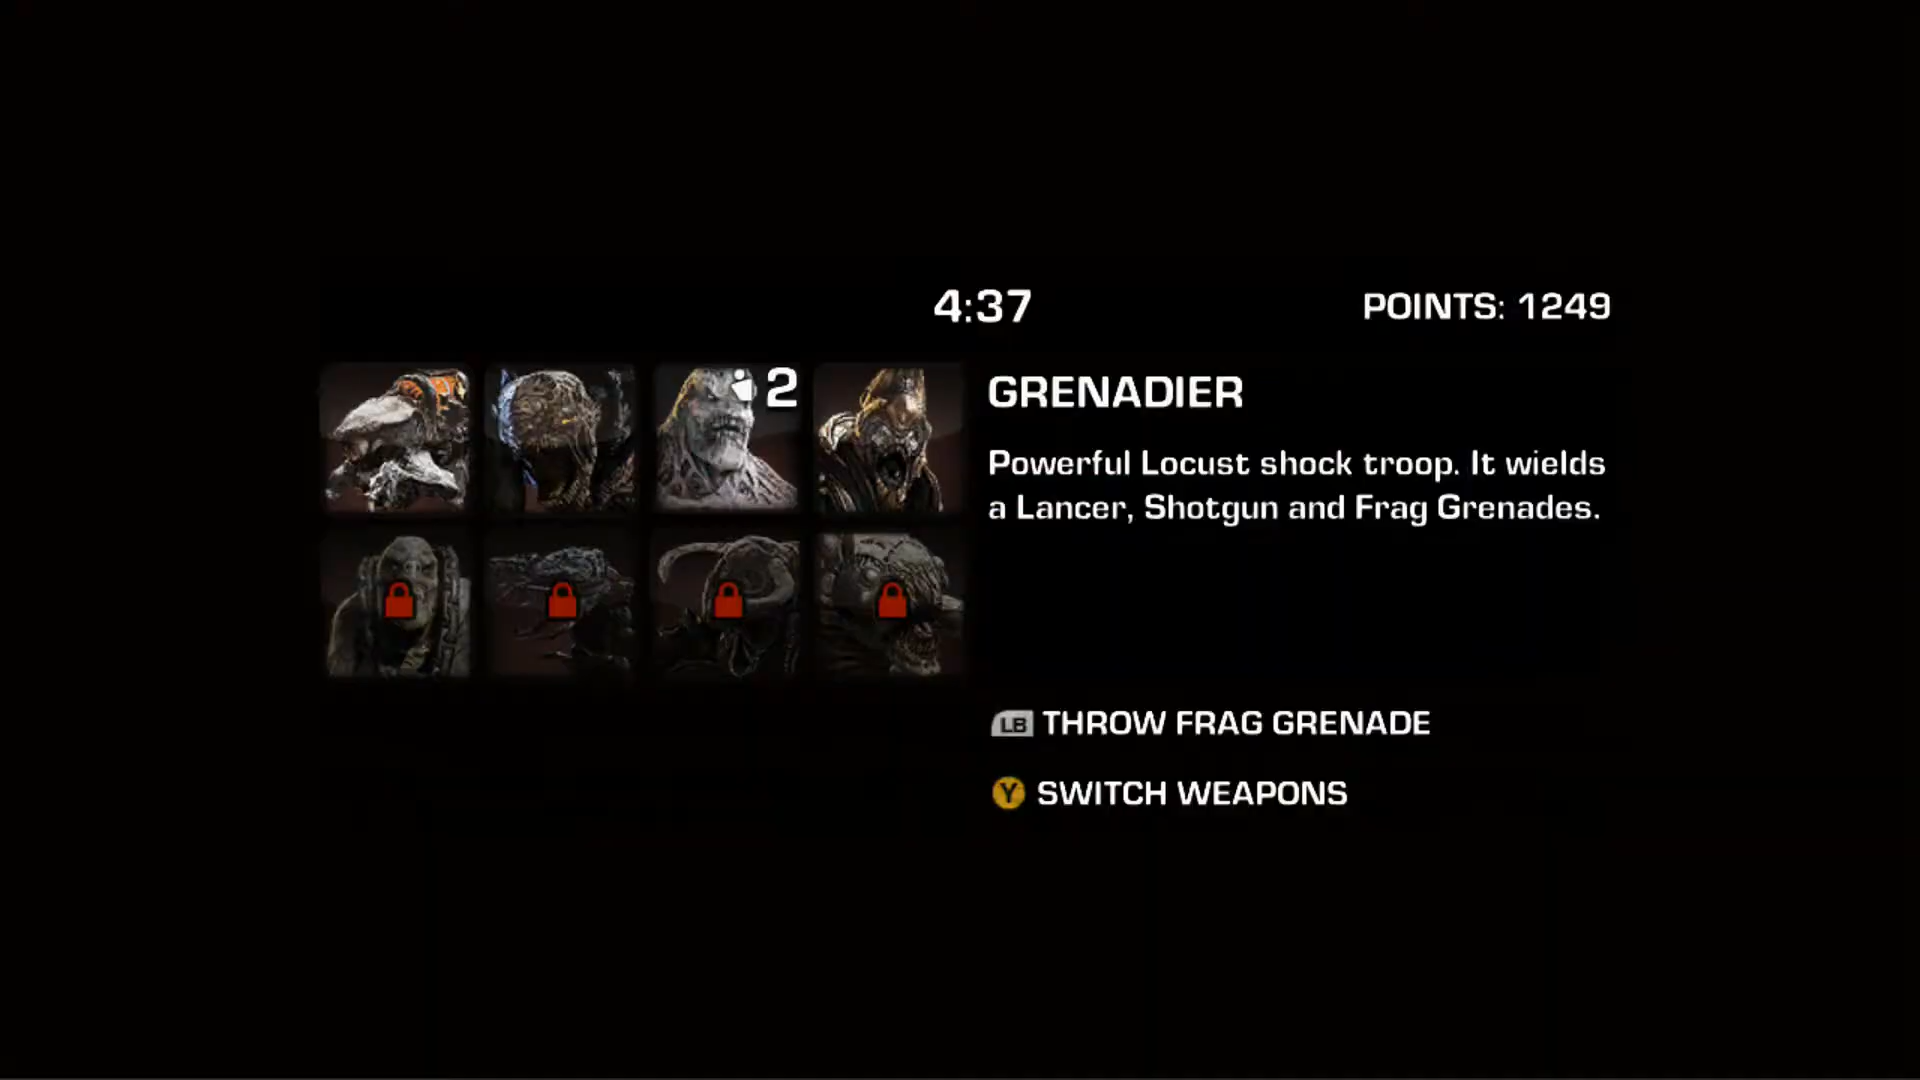 4:37
POINTS: 1249
2
GRENADIER
Powerful Locust shock troop. It wields
a Lancer, Shotgun and Frag Grenades.
LB THROW FRAG GRENADE
Y SWITCH WEAPONS